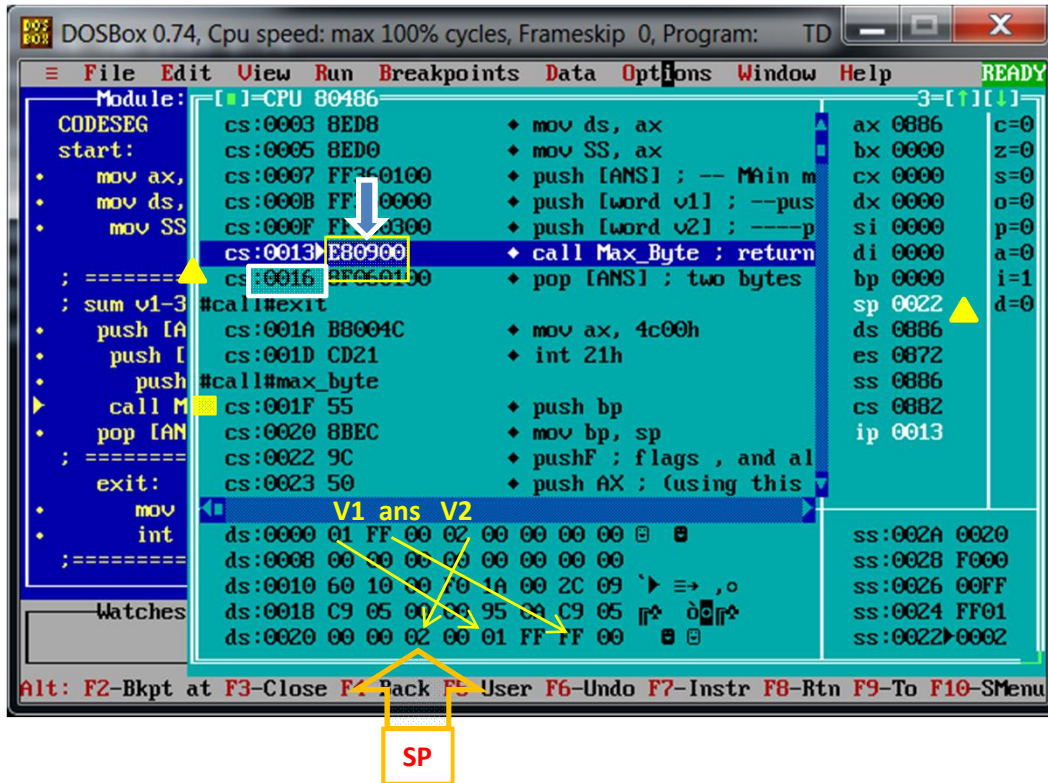 DOSBox 0.74, Cpu speed: max 100% cycles, Frameskip 0, Program: TD
≡ File Edit View Run Breakpoints Data Options Window Help READY
Module: [■]=CPU 80486 3=[↑][↓]
CODESEG cs:0003 8ED8 ♦ mov ds, ax ax 0886 c=0
start: cs:0005 8ED0 ♦ mov SS, ax bx 0000 z=0
• mov ax, cs:0007 FF360100 ♦ push [ANS] ; -- MAin m cx 0000 s=0
• mov ds, cs:000B FF 0000 ♦ push [word v1] ; --pus dx 0000 o=0
• mov SS cs:000F FF 0300 ♦ push [word v2] ; ----p si 0000 p=0
cs:0013►E80900 ♦ call Max_Byte ; return di 0000 a=0
; ======== cs:0016 8F060100 ♦ pop [ANS] ; two bytes bp 0000 i=1
; sum v1-3 #call#exit sp 0022 d=0
• push [A cs:001A B8004C ♦ mov ax, 4c00h ds 0886
• push [ cs:001D CD21 ♦ int 21h es 0872
• push #call#max_byte ss 0886
► call M cs:001F 55 ♦ push bp cs 0882
• pop [AN cs:0020 8BEC ♦ mov bp, sp ip 0013
; ======== cs:0022 9C ♦ pushF ; flags , and al
exit: cs:0023 50 ♦ push AX ; (using this
• mov V1 ans V2
• int ds:0000 01 FF 00 02 00 00 00 00 ss:002A 0020
;========= ds:0008 00 00 00 00 00 00 00 00 ss:0028 F000
ds:0010 60 10 00 F0 1A 00 2C 09 `► ≡→ ,○ ss:0026 00FF
Watches ds:0018 C9 05 00 00 95 0A C9 05 ╔♣ ò◙╔♣ ss:0024 FF01
ds:0020 00 00 02 00 01 FF FF 00 ss:0022►0002
Alt: F2-Bkpt at F3-Close F4-Back F5-User F6-Undo F7-Instr F8-Rtn F9-To F10-SMenu
SP